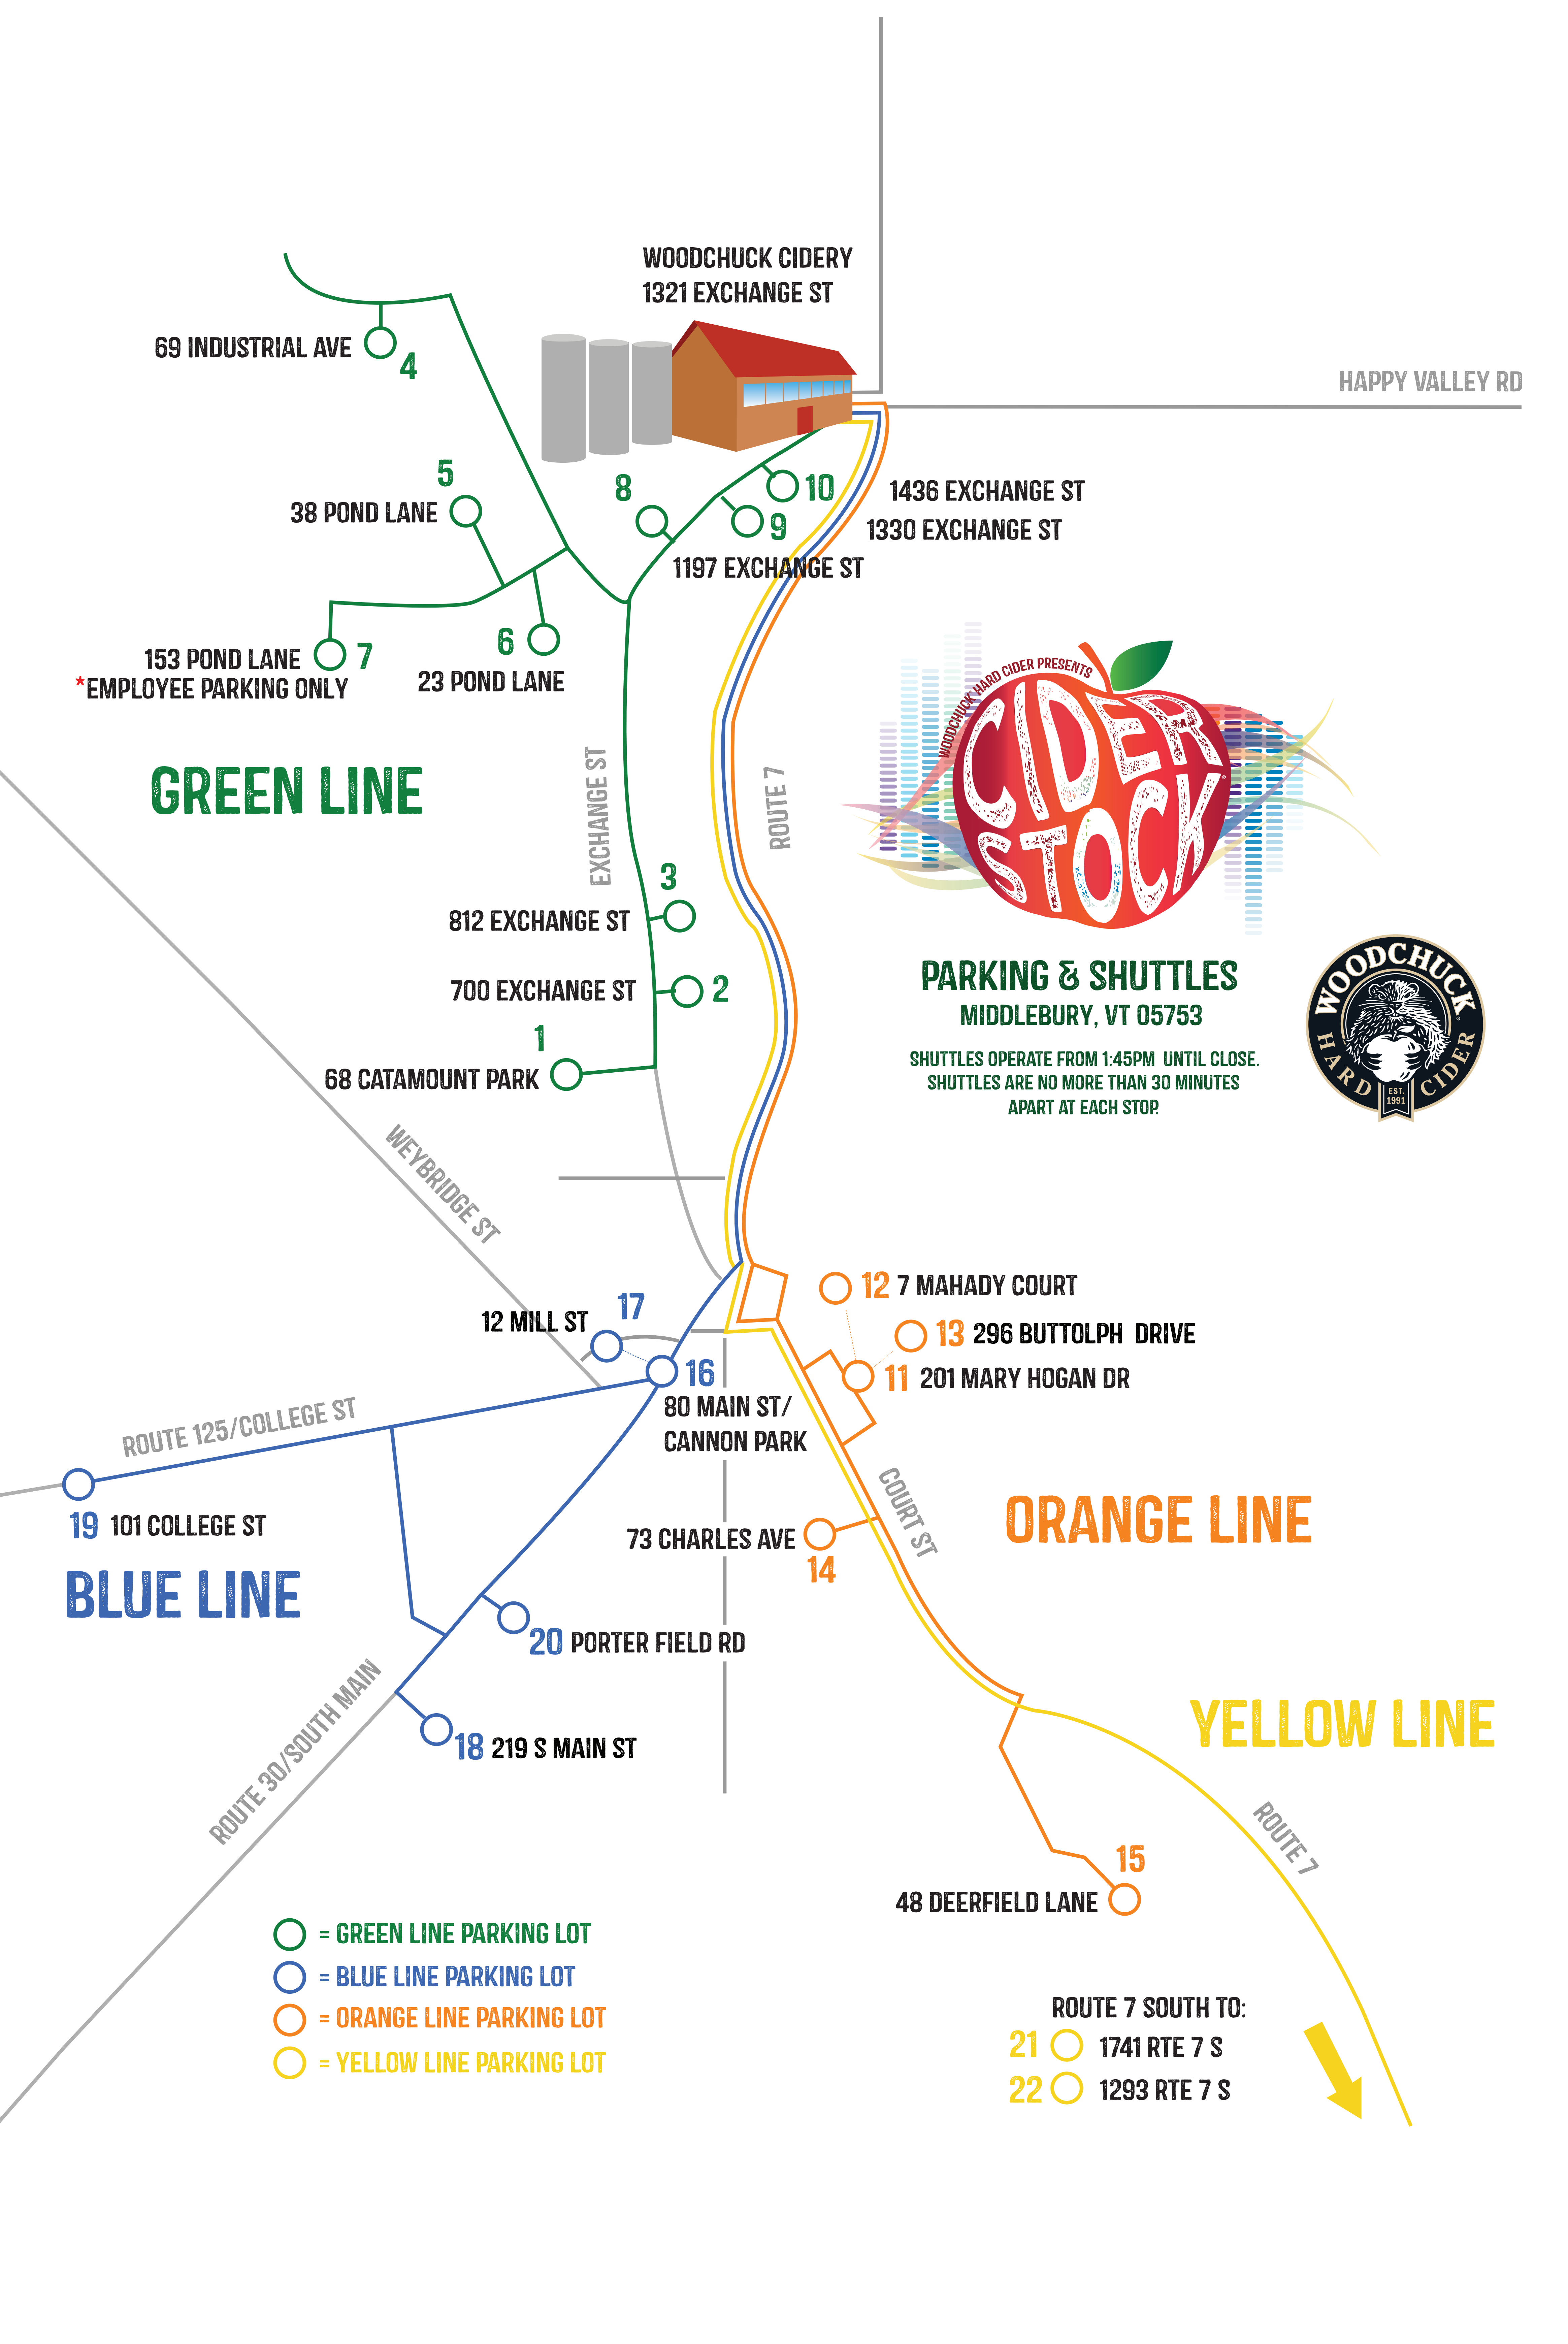 WOODCHUCK CIDERY
1321 EXCHANGE ST
69 INDUSTRIAL AVE
4
HAPPY VALLEY RD
5
38 POND LANE
8
10
9
1436 EXCHANGE ST
1330 EXCHANGE ST
1197 EXCHANGE ST
153 POND LANE
7
*EMPLOYEE PARKING ONLY
6
23 POND LANE
GREEN LINE
EXCHANGE ST
ROUTE 7
WOODCHUCK HARD CIDER PRESENTS
CIDER
STOCK
3
812 EXCHANGE ST
700 EXCHANGE ST
2
1
68 CATAMOUNT PARK
PARKING & SHUTTLES
MIDDLEBURY, VT 05753
SHUTTLES OPERATE FROM 1:45PM UNTIL CLOSE.
SHUTTLES ARE NO MORE THAN 30 MINUTES
APART AT EACH STOP.
WOODCHUCK
HARD CIDER
EST.
1991
WEYBRIDGE ST
12 7 MAHADY COURT
17
12 MILL ST
13 296 BUTTOLPH DRIVE
16
11 201 MARY HOGAN DR
80 MAIN ST/
CANNON PARK
ROUTE 125/COLLEGE ST
19 101 COLLEGE ST
COURT ST
73 CHARLES AVE
14
ORANGE LINE
BLUE LINE
20 PORTER FIELD RD
18 219 S MAIN ST
ROUTE 30/SOUTH MAIN
YELLOW LINE
ROUTE 7
15
48 DEERFIELD LANE
= GREEN LINE PARKING LOT
= BLUE LINE PARKING LOT
= ORANGE LINE PARKING LOT
= YELLOW LINE PARKING LOT
ROUTE 7 SOUTH TO:
21 1741 RTE 7 S
22 1293 RTE 7 S